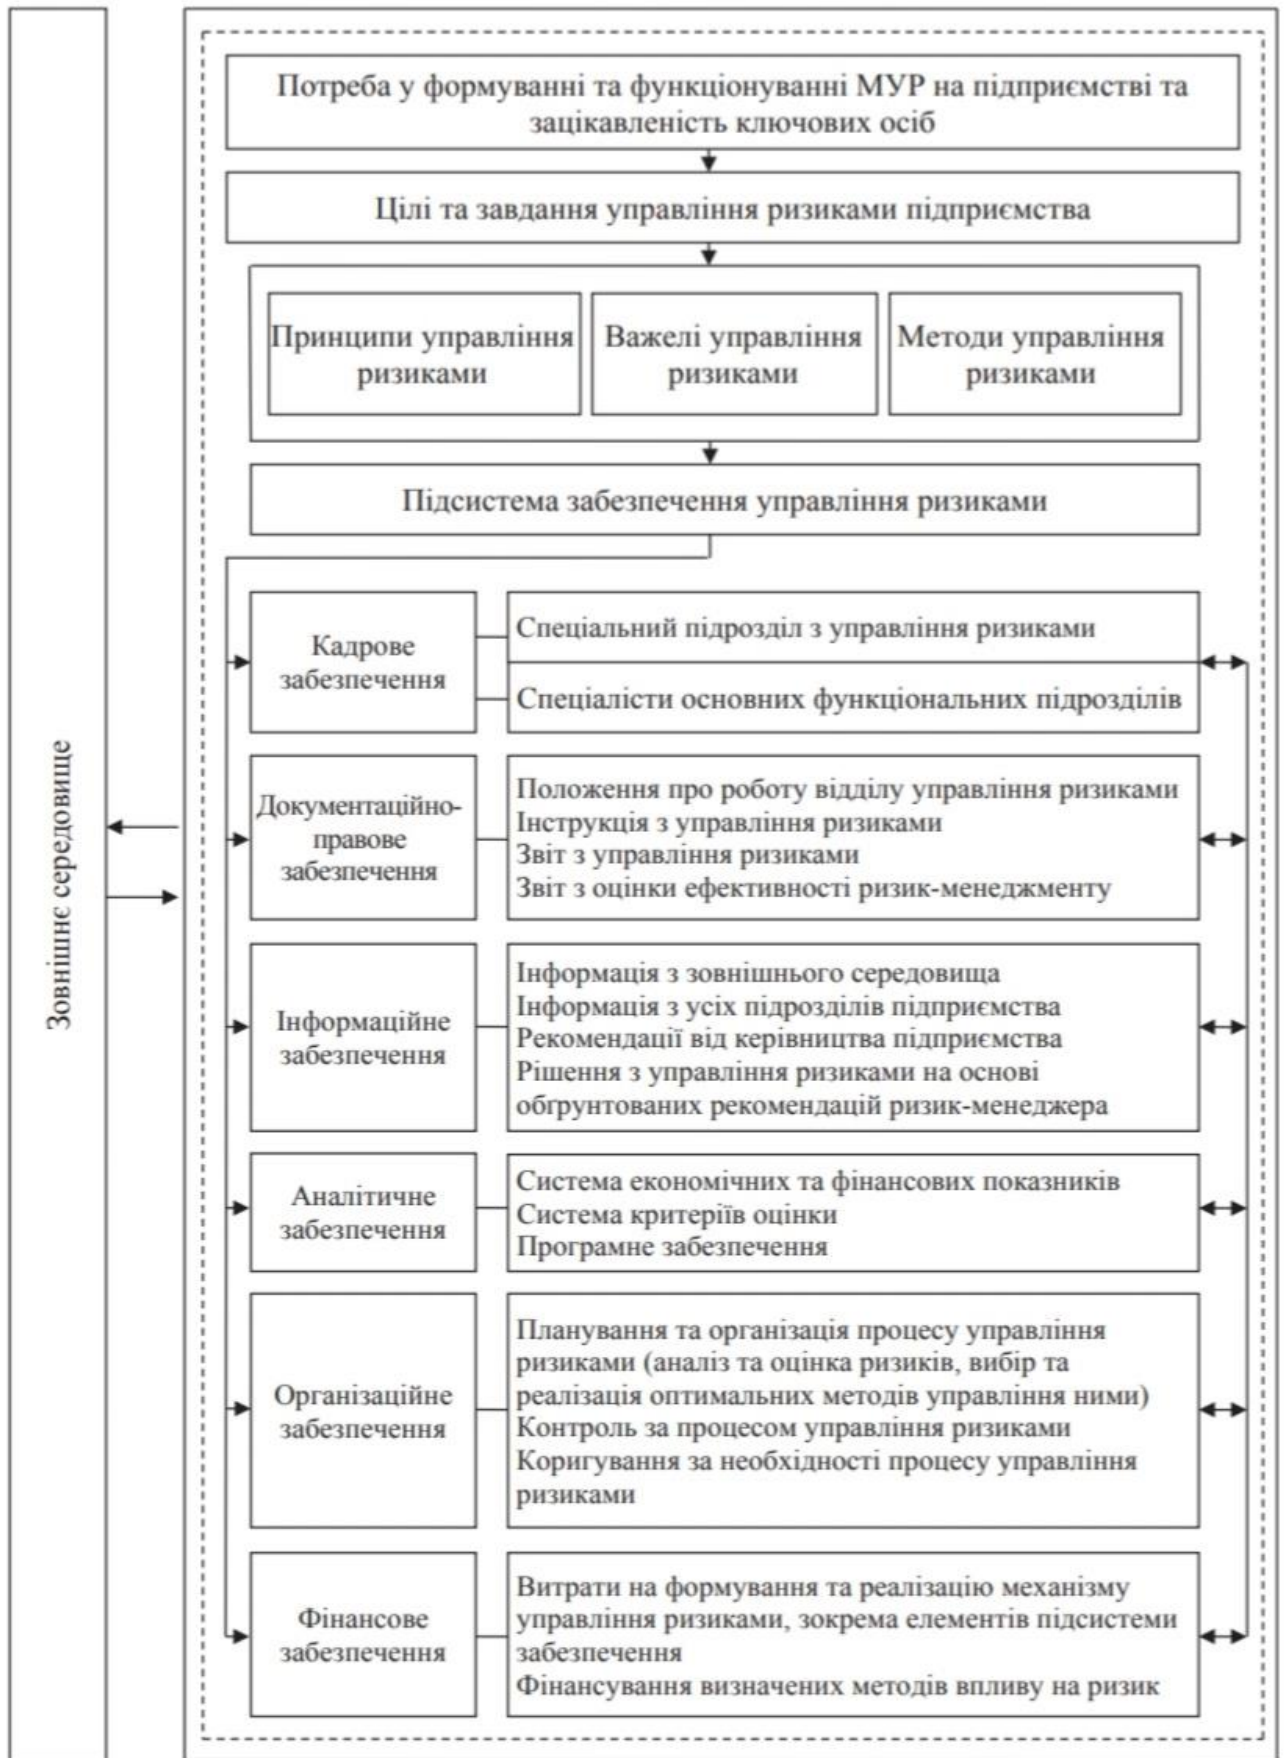 Зовнішнє середовище
Потреба у формуванні та функціонуванні МУР на підприємстві та
зацікавленість ключових осіб
Цілі та завдання управління ризиками підприємства
Принципи управління
ризиками
Важелі управління
ризиками
Методи управління
ризиками
Підсистема забезпечення управління ризиками
Кадрове
забезпечення
Спеціальний підрозділ з управління ризиками
Спеціалісти основних функціональних підрозділів
Документаційно-
правове
забезпечення
Положення про роботу відділу управління ризиками
Інструкція з управління ризиками
Звіт з управління ризиками
Звіт з оцінки ефективності ризик-менеджменту
Інформаційне
забезпечення
Інформація з зовнішнього середовища
Інформація з усіх підрозділів підприємства
Рекомендації від керівництва підприємства
Рішення з управління ризиками на основі
обґрунтованих рекомендацій ризик-менеджера
Аналітичне
забезпечення
Система економічних та фінансових показників
Система критеріїв оцінки
Програмне забезпечення
Організаційне
забезпечення
Планування та організація процесу управління
ризиками (аналіз та оцінка ризиків, вибір та
реалізація оптимальних методів управління ними)
Контроль за процесом управління ризиками
Коригування за необхідності процесу управління
ризиками
Фінансове
забезпечення
Витрати на формування та реалізацію механізму
управління ризиками, зокрема елементів підсистеми
забезпечення
Фінансування визначених методів впливу на ризик